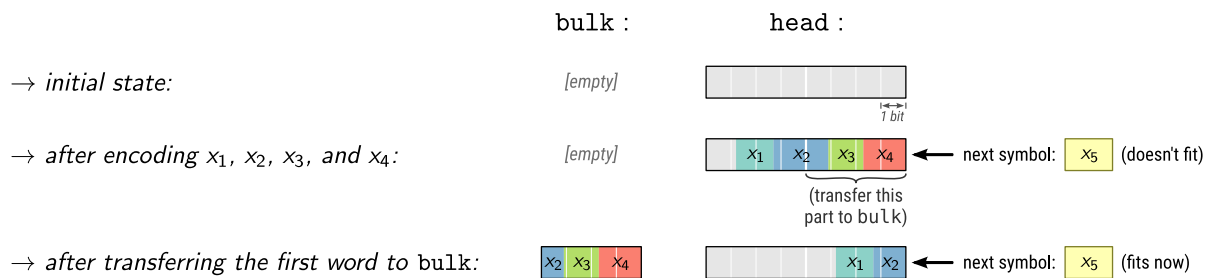 bulk : head :
→ initial state: [empty]
1 bit
→ after encoding x₁, x₂, x₃, and x₄: [empty] x₁ x₂ x₃ x₄ next symbol: x₅ (doesn't fit)
(transfer this
part to bulk)
→ after transferring the first word to bulk: x₂ x₃ x₄ x₁ x₂ next symbol: x₅ (fits now)